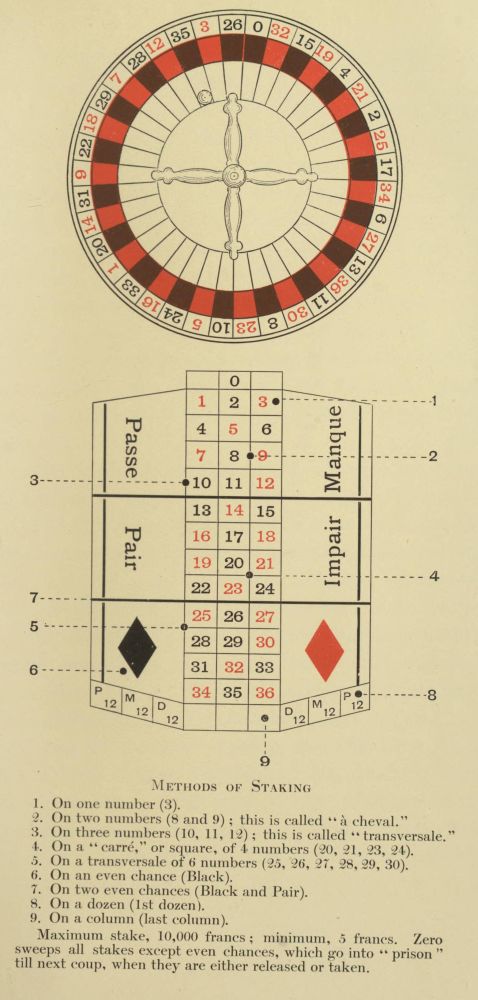 0 32 15 19 4 21 2 25 17 34 6 27 13 36 11 30 8 23 10 5 24 16 33 1 20 14 31 9 22 18 29 7 28 12 35 3 26
0
1 2 3
1
Passe
4 5 6
Manque
7 8 9
2
3
10 11 12
13 14 15
Pair
16 17 18
Impair
19 20 21
4
22 23 24
7
25 26 27
5
28 29 30
6
31 32 33
34 35 36
P 12 M 12 D 12
D 12 M 12 P 12
8
9
METHODS OF STAKING
1. On one number (3).
2. On two numbers (8 and 9) ; this is called “à cheval.”
3. On three numbers (10, 11, 12) ; this is called “transversale.”
4. On a “carré,” or square, of 4 numbers (20, 21, 23, 24).
5. On a transversale of 6 numbers (25, 26, 27, 28, 29, 30).
6. On an even chance (Black).
7. On two even chances (Black and Pair).
8. On a dozen (1st dozen).
9. On a column (last column).
Maximum stake, 10,000 francs ; minimum, 5 francs. Zero
sweeps all stakes except even chances, which go into “prison”
till next coup, when they are either released or taken.